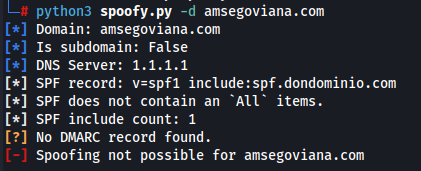 └─# python3 spoofy.py -d amsegoviana.com
[*] Domain: amsegoviana.com
[*] Is subdomain: False
[*] DNS Server: 1.1.1.1
[*] SPF record: v=spf1 include:spf.dondominio.com
[*] SPF does not contain an `All` items.
[*] SPF include count: 1
[?] No DMARC record found.
[-] Spoofing not possible for amsegoviana.com